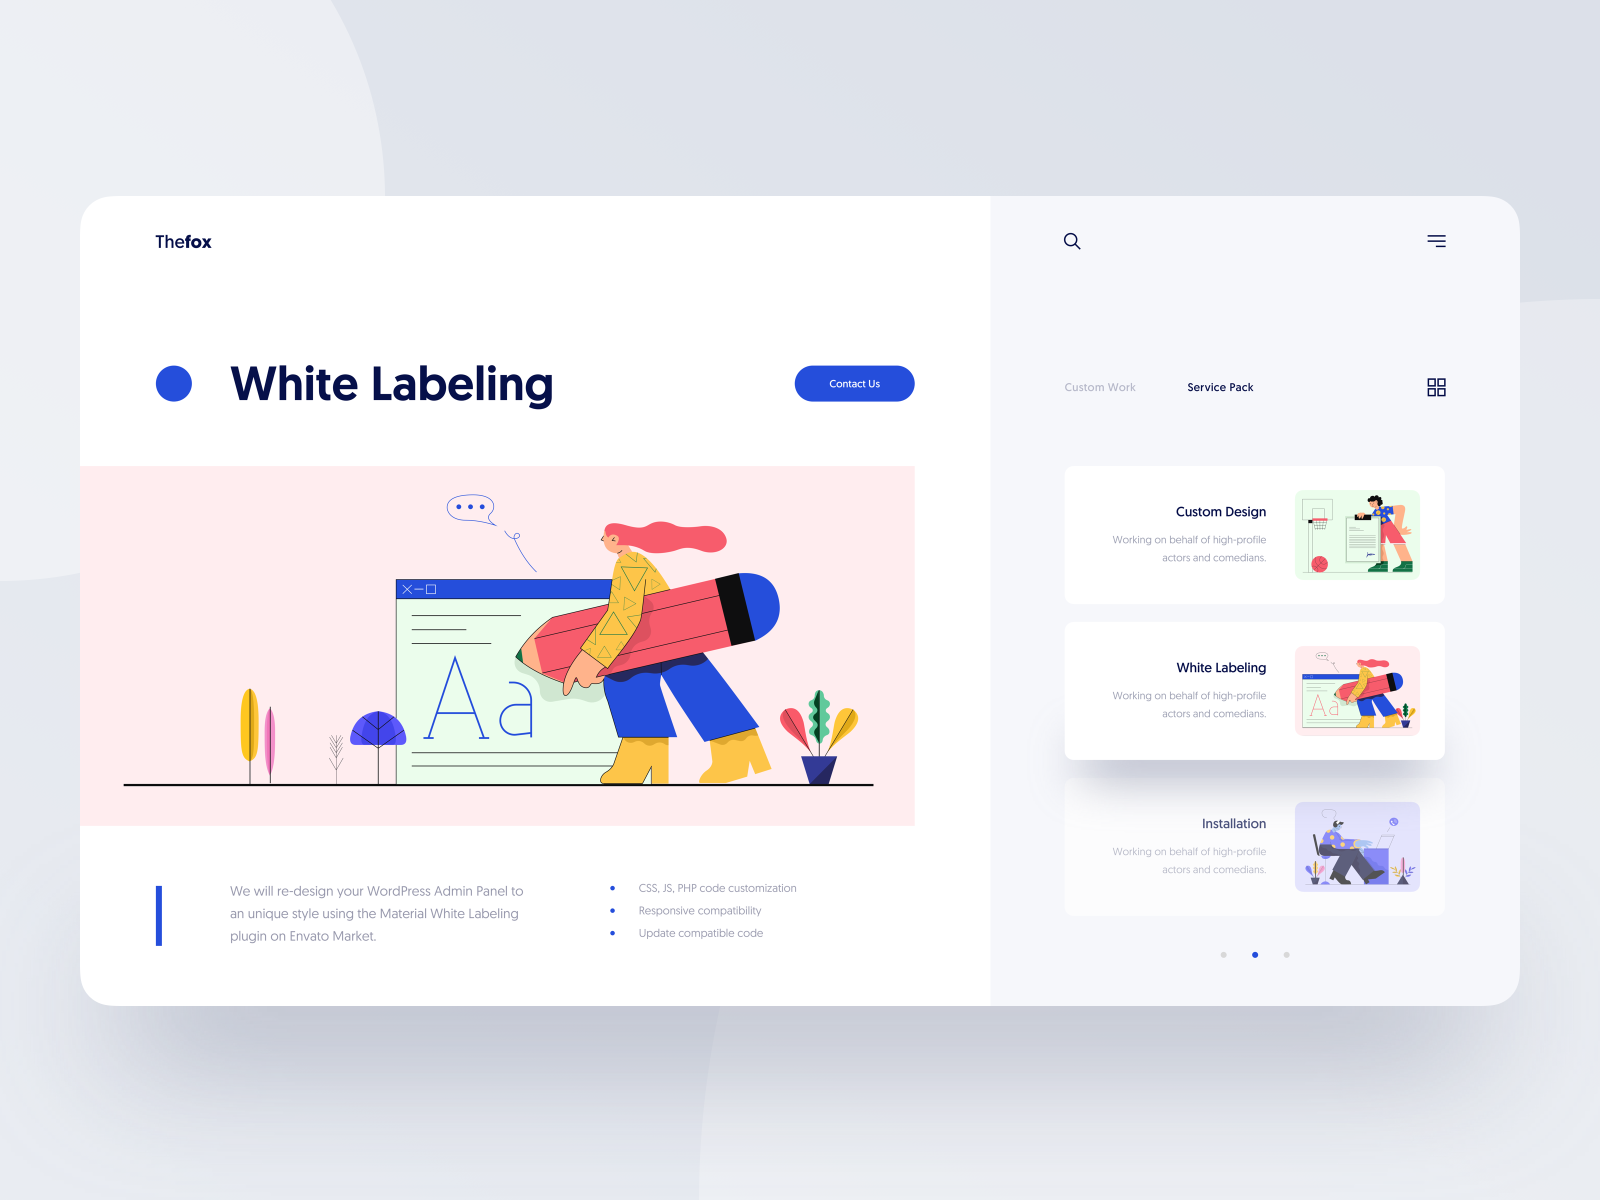 Thefox
White Labeling
Contact Us
Aa
We will re-design your WordPress Admin Panel to
an unique style using the Material White Labeling
plugin on Envato Market.
CSS, JS, PHP code customization
Responsive compatibility
Update compatible code
Custom Work
Service Pack
Custom Design
Working on behalf of high-profile
actors and comedians.
White Labeling
Working on behalf of high-profile
actors and comedians.
Aa
Installation
Working on behalf of high-profile
actors and comedians.